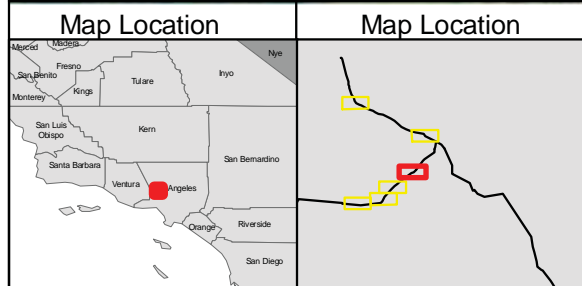 Map Location
Map Location
Merced
Madera
Nye
Fresno
San Benito
Tulare
Inyo
Kings
Monterey
San Luis
Obispo
Kern
San Bernardino
Santa Barbara
Ventura
Angeles
Orange
Riverside
San Diego